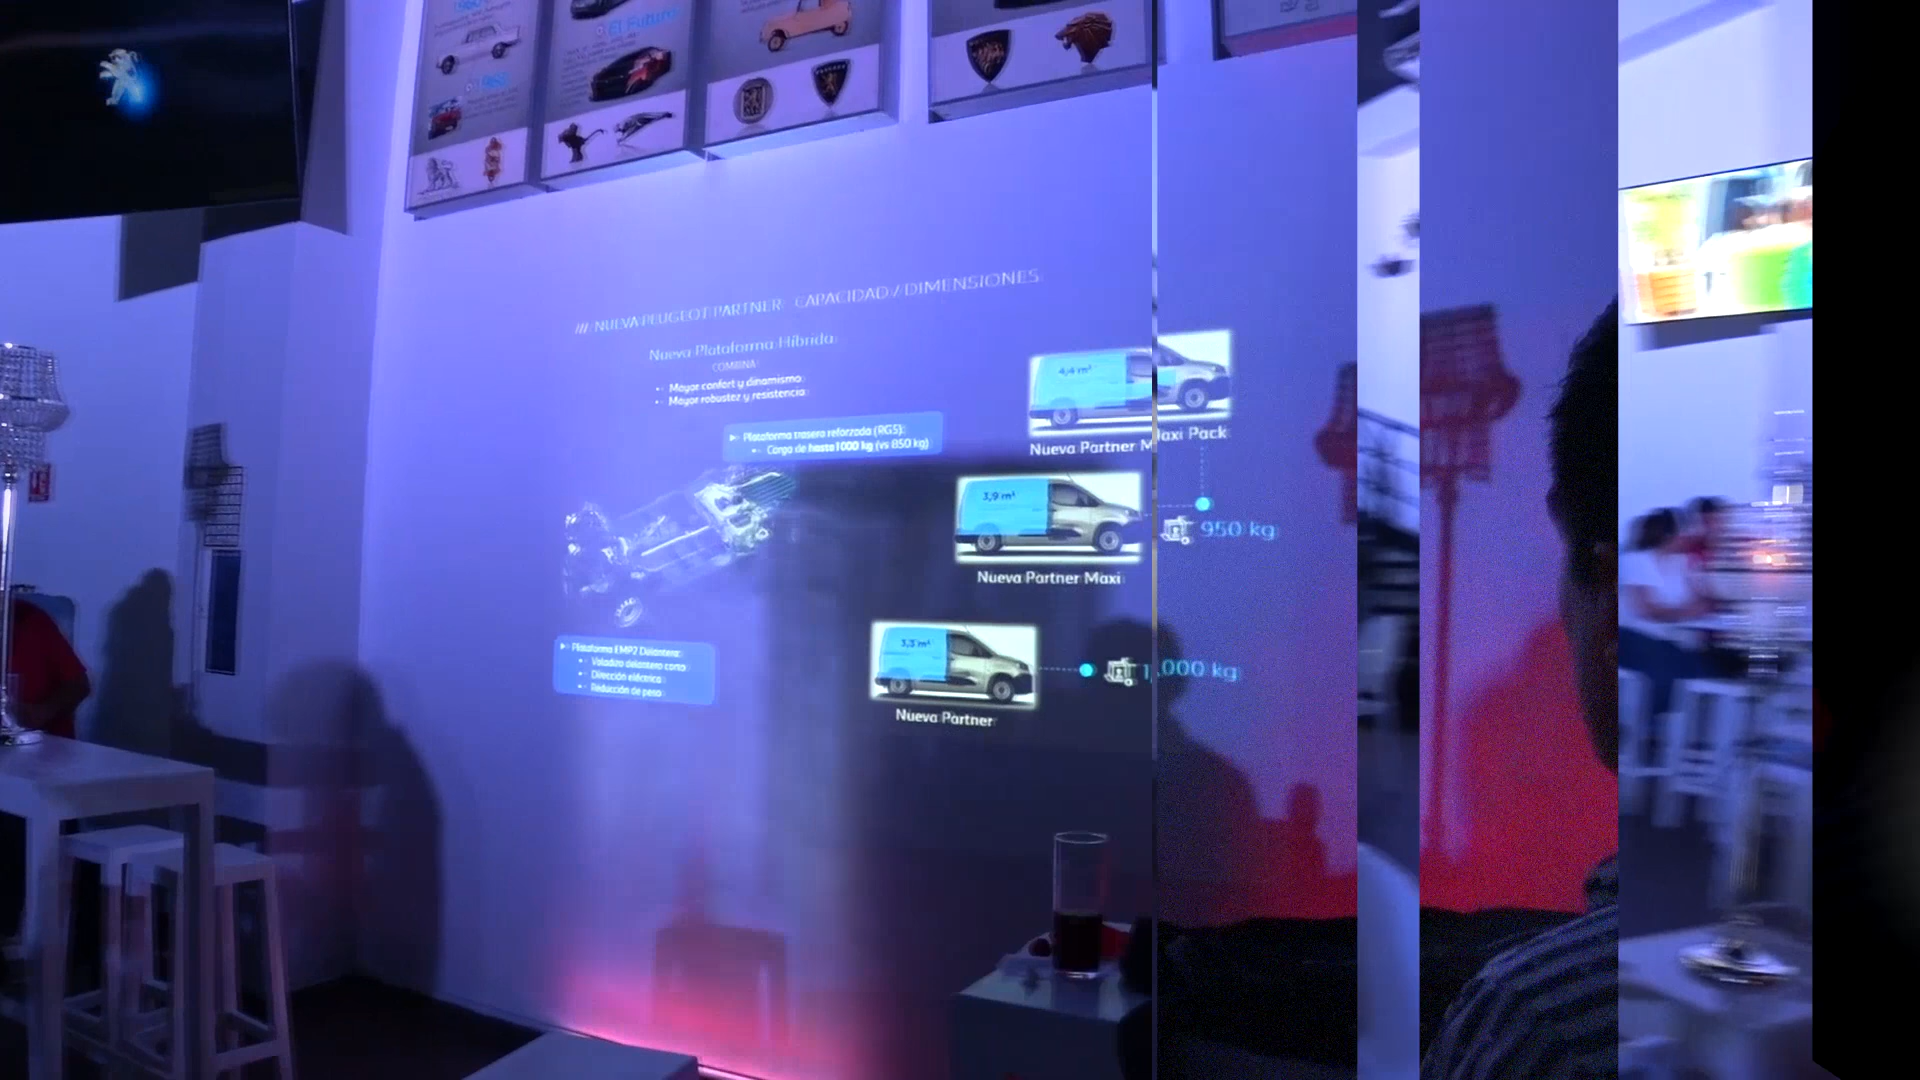 El Futuro
/// NUEVA PEUGEOT PARTNER: CAPACIDAD / DIMENSIONES
Nueva Plataforma Híbrida
COMBINA
• Mayor confort y dinamismo
• Mayor robustez y resistencia
Plataforma trasera reforzada (RG5):
• Carga de hasta 1000 kg (vs 850 kg)
4,4 m³
Nueva Partner Maxi Pack
3,9 m³
950 kg
Nueva Partner Maxi
Plataforma EMP2 Delantera:
• Voladizo delantero corto
• Dirección eléctrica
• Reducción de peso
3,3 m³
1,000 kg
Nueva Partner